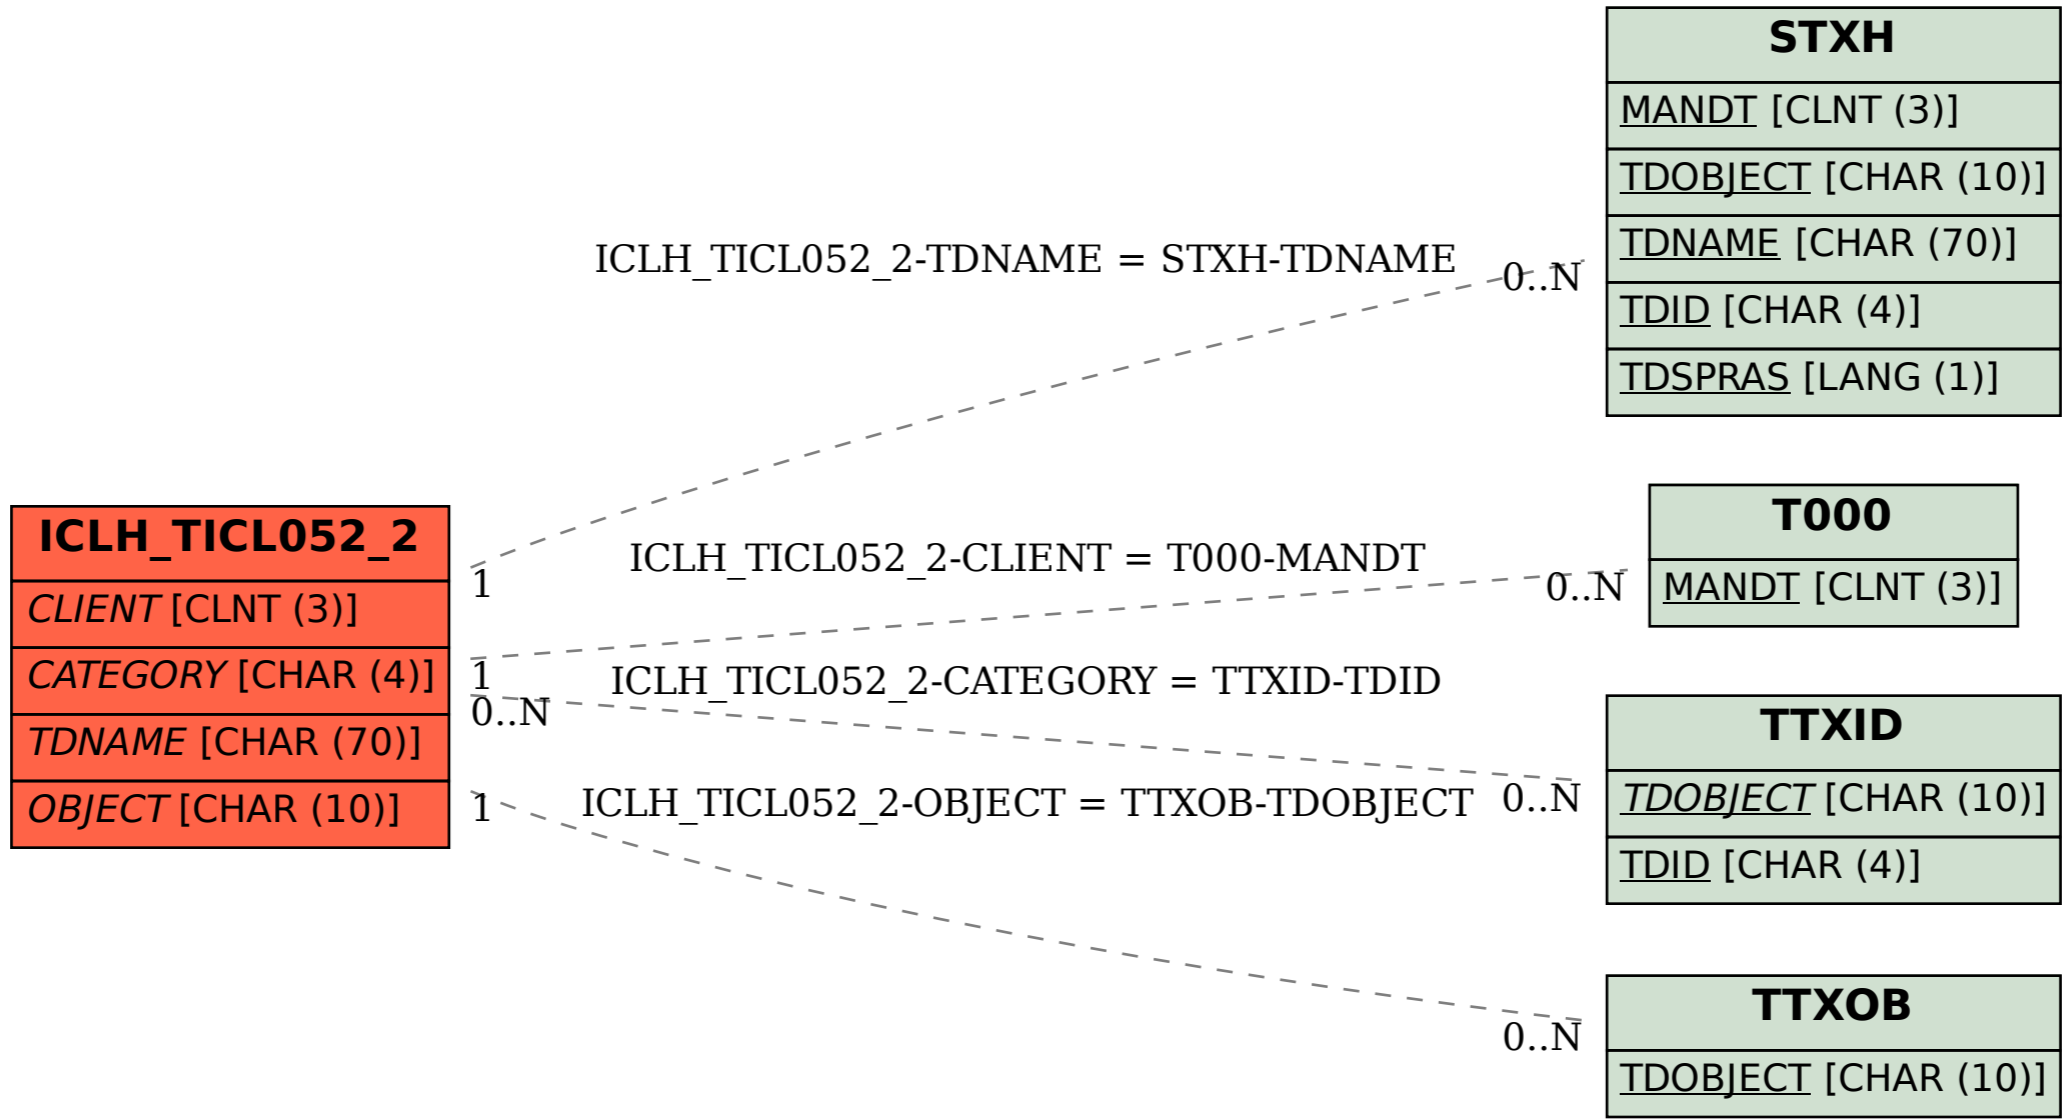 STXH
MANDT [CLNT (3)]
TDOBJECT [CHAR (10)]
TDNAME [CHAR (70)]
TDID [CHAR (4)]
TDSPRAS [LANG (1)]
ICLH_TICL052_2-TDNAME = STXH-TDNAME
0..N
1
ICLH_TICL052_2
CLIENT [CLNT (3)]
CATEGORY [CHAR (4)]
TDNAME [CHAR (70)]
OBJECT [CHAR (10)]
ICLH_TICL052_2-CLIENT = T000-MANDT
0..N
1
T000
MANDT [CLNT (3)]
ICLH_TICL052_2-CATEGORY = TTXID-TDID
0..N
0..N
TTXID
TDOBJECT [CHAR (10)]
TDID [CHAR (4)]
ICLH_TICL052_2-OBJECT = TTXOB-TDOBJECT
1
0..N
TTXOB
TDOBJECT [CHAR (10)]